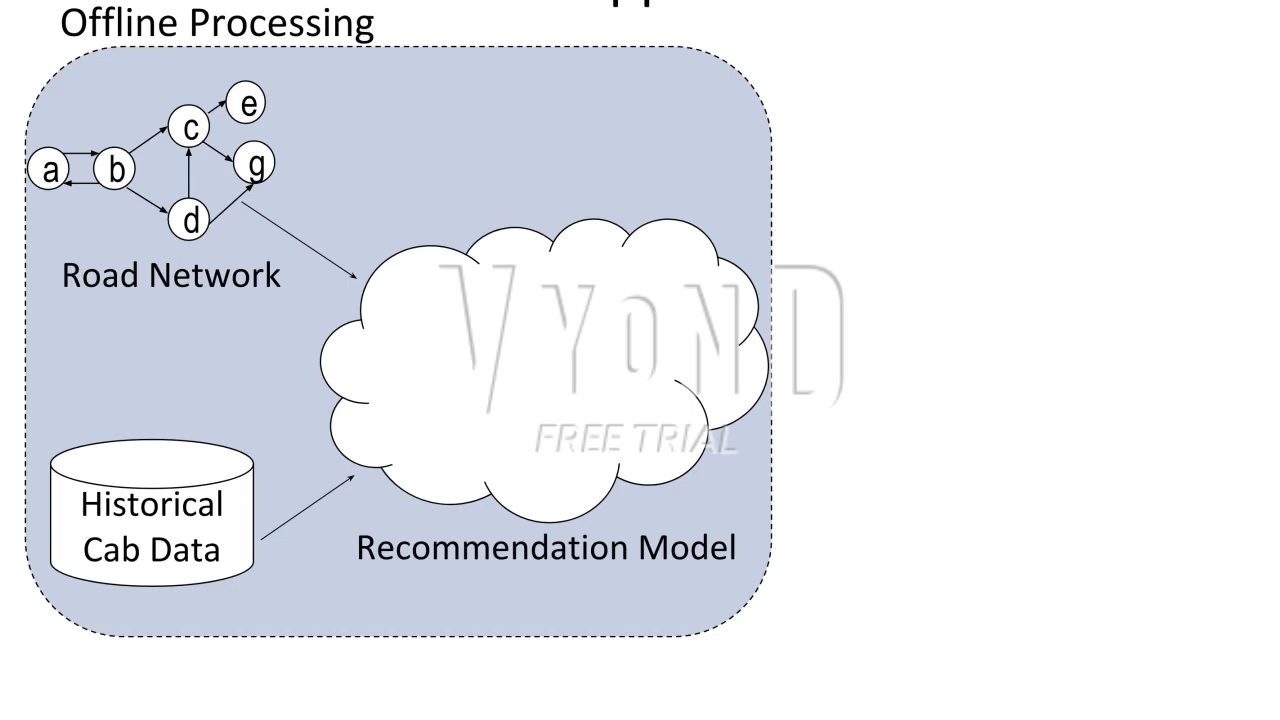 Offline Processing
e
c
a
b
g
d
Road Network
VYOND
FREE TRIAL
Historical
Cab Data
Recommendation Model